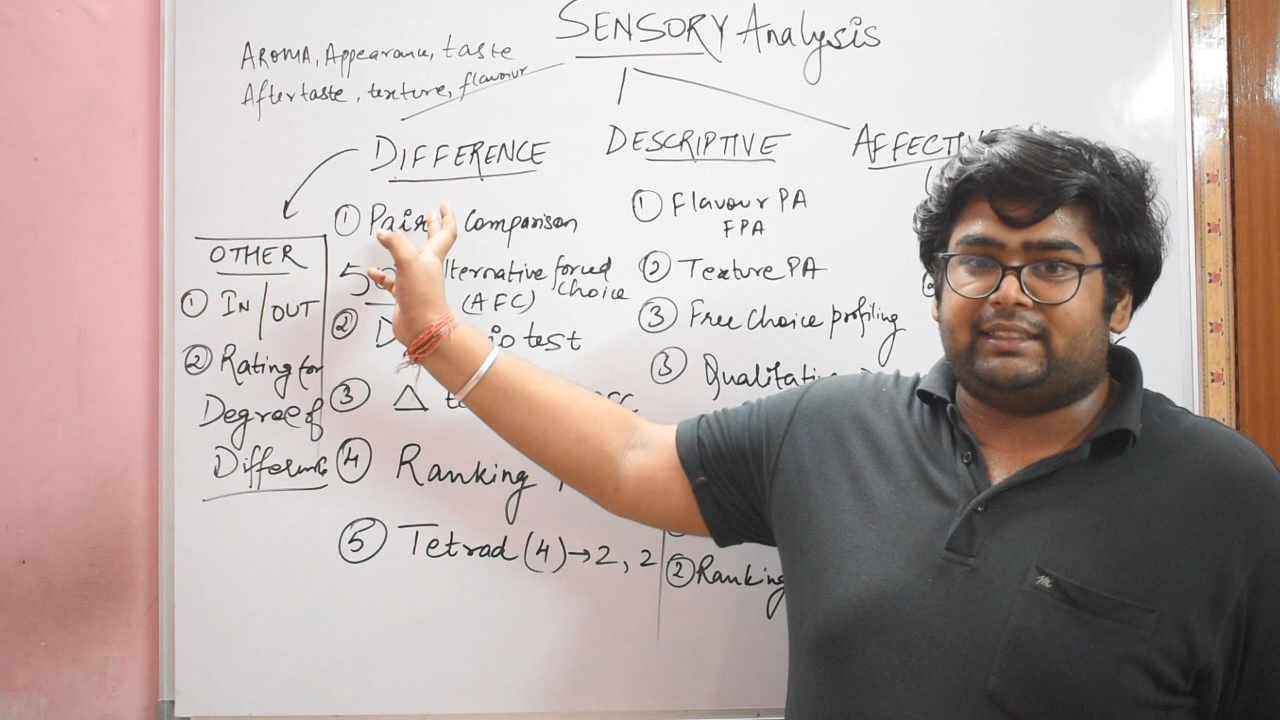 SENSORY Analysis
AROMA, Appearance, taste
Aftertaste, texture, flavour
DIFFERENCE
① Comparison
(AFC) forced choice
② test
③ △
④ Ranking
⑤ Tetrad (4) → 2, 2
OTHER
① IN/OUT
② Rating for
Degree of
Difference
DESCRIPTIVE
① Flavour PA
FPA
② Texture PA
③ Free Choice profiling
③
② Ranking